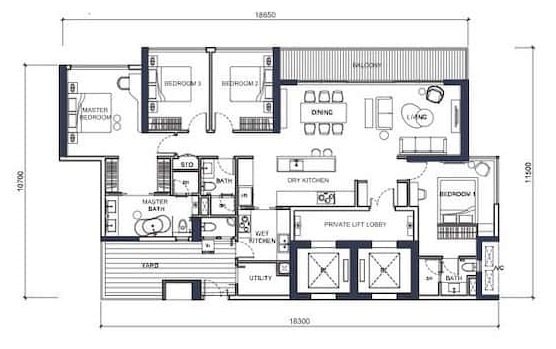 18650
BALCONY
BEDROOM 3
BEDROOM 2
MASTER
BEDROOM
DINING
LIVING
10700
11500
STO
BATH
DRY KITCHEN
BEDROOM 1
MASTER
BATH
WET
KITCHEN
PRIVATE LIFT LOBBY
YARD
UTILITY
BATH
A/C
18300